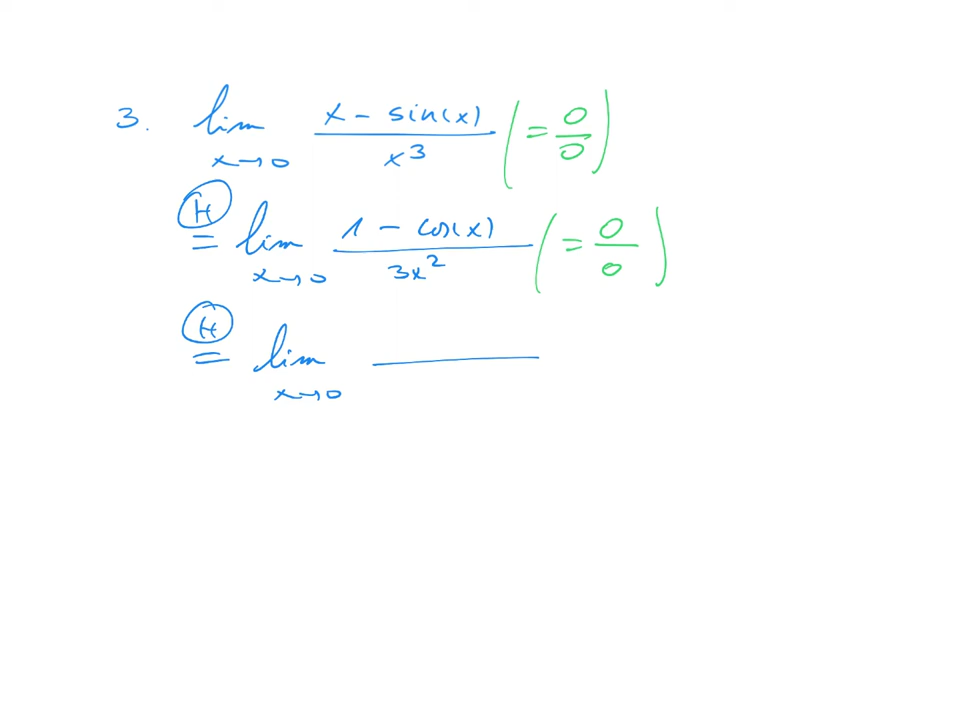 3. lim x→0 x - sin(x) / x³ (= 0/0)
Ⓗ = lim x→0 1 - cos(x) / 3x² (= 0/0)
Ⓗ = lim x→0